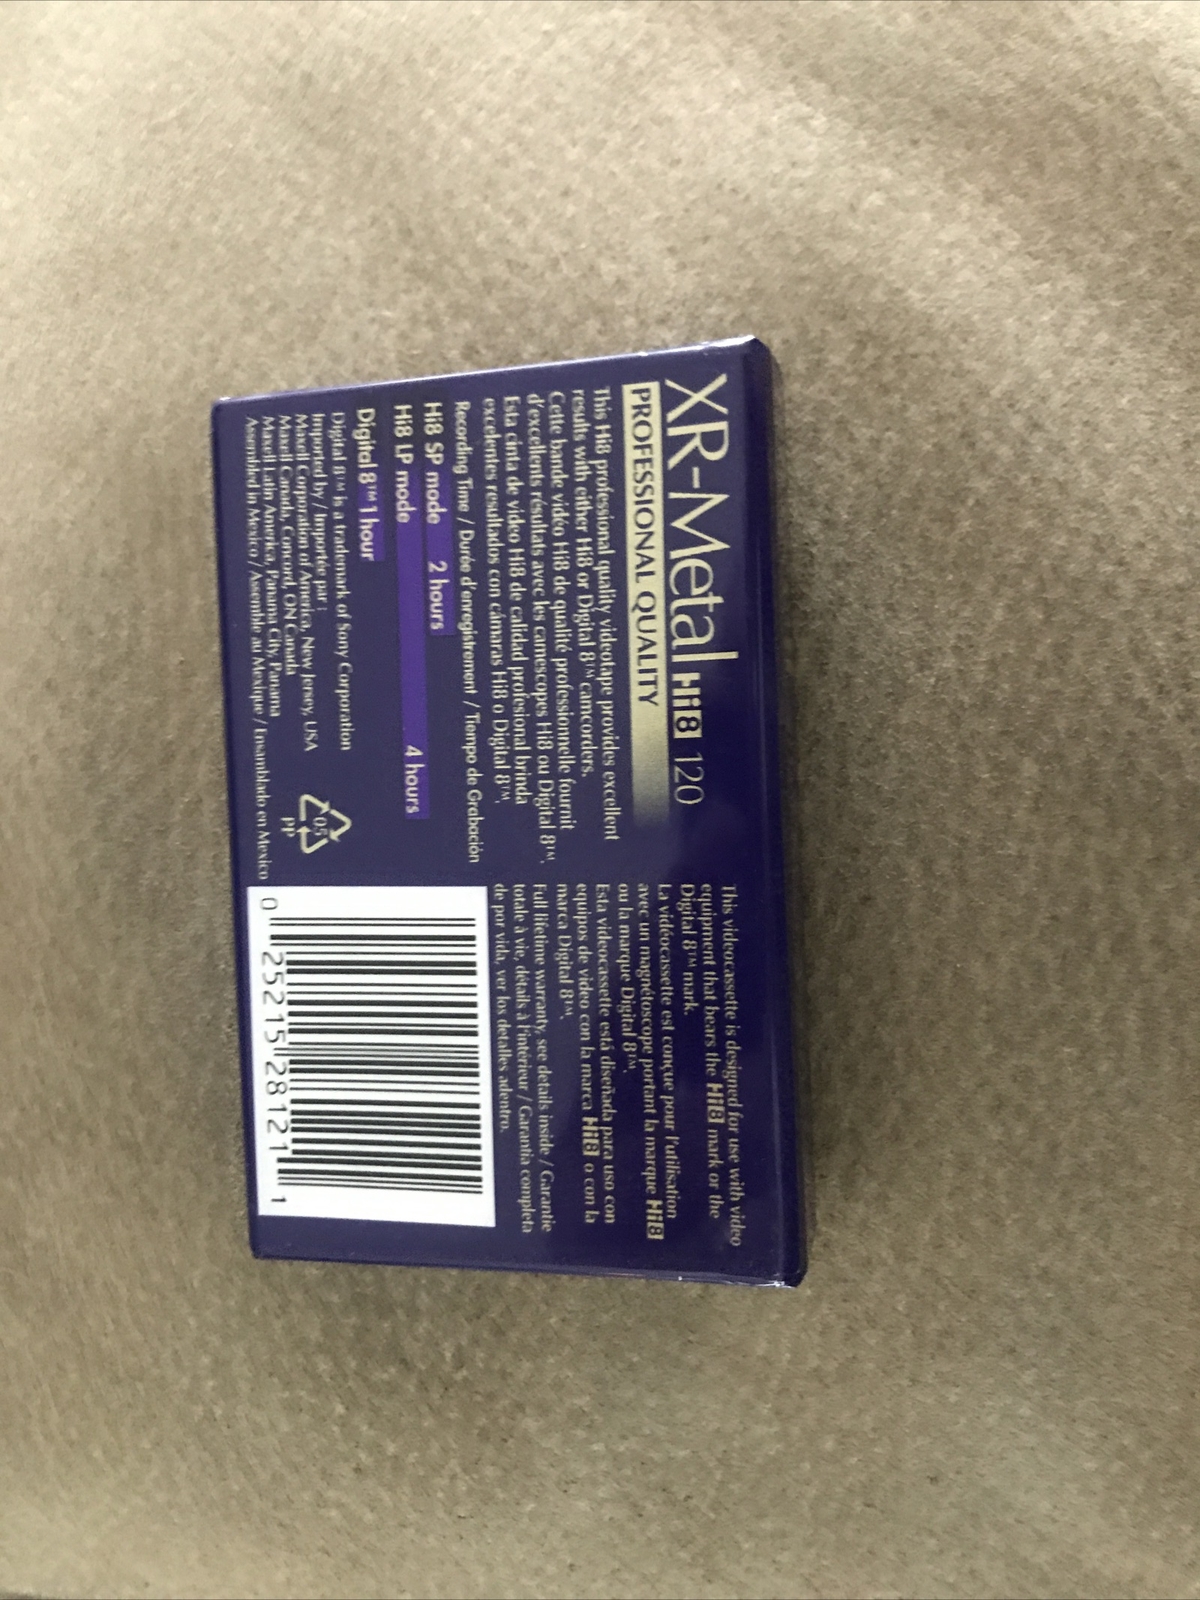 XR-Metal Hi8 120
PROFESSIONAL QUALITY
This Hi8 professional quality videotape provides excellent
results with either Hi8 or Digital 8™ camcorders.
Cette bande vidéo Hi8 de qualité professionnelle fournit
d'excellents résultats avec les camescopes Hi8 ou Digital 8™.
Esta cinta de video Hi8 de calidad profesional brinda
excelentes resultados con cámaras Hi8 o Digital 8™.
Recording Time / Durée d'enregistrement / Tiempo de Grabación
Hi8 SP mode 2 hours
Hi8 LP mode 4 hours
Digital 8™ 1 hour
Digital 8™ is a trademark of Sony Corporation
Imported by / Importée par :
Maxell Corporation of America, New Jersey, USA
Maxell Canada, Concord, ON Canada
Maxell Latin America, Panama City, Panama
Assembled in Mexico / Assemblé au Mexique / Ensamblado en Mexico
05
PP
This videocassette is designed for use with video
equipment that bears the Hi8 mark or the
Digital 8™ mark.
La vidéocassette est conçue pour l'utilisation
avec un magnétoscope portant la marque Hi8
ou la marque Digital 8™.
Esta videocassette está diseñada para uso con
equipos de video con la marca Hi8 o con la
marca Digital 8™.
Full lifetime warranty, see details inside / Garantie
totale à vie, détails à l'intérieur / Garantia completa
de por vida, ver los detalles adentro.
0 25215 28121 1